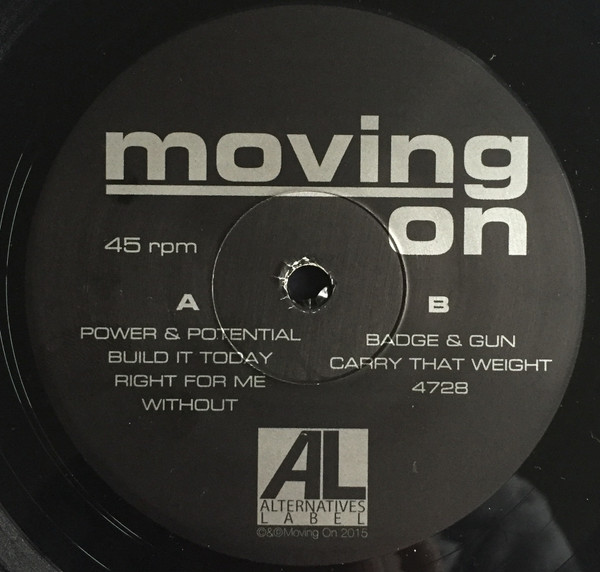 moving
on
45 rpm
A
POWER & POTENTIAL
BUILD IT TODAY
RIGHT FOR ME
WITHOUT
B
BADGE & GUN
CARRY THAT WEIGHT
4728
AL
ALTERNATIVES
LABEL
©&℗Moving On 2015